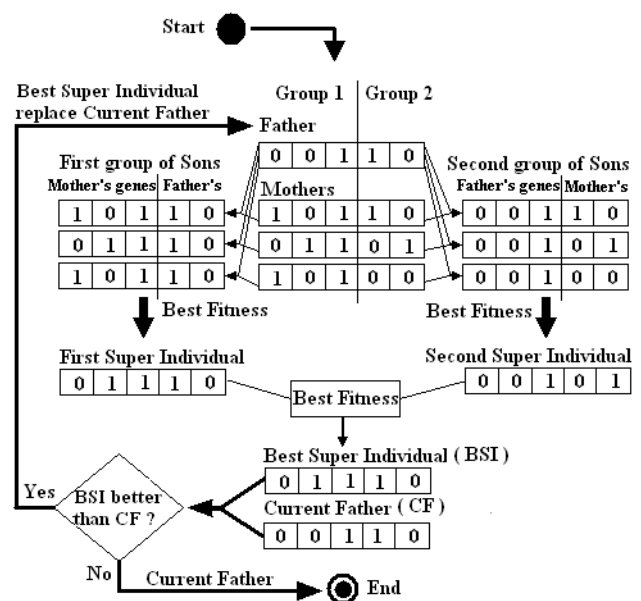 Start
Best Super Individual
replace Current Father
Group 1 Group 2
Father
0 0 1 1 0
First group of Sons
Mother's genes Father's
1 0 1 1 0
0 1 1 1 0
1 0 1 1 0
Mothers
1 0 1 1 0
0 1 1 0 1
1 0 1 0 0
Second group of Sons
Father's genes Mother's
0 0 1 1 0
0 0 1 0 1
0 0 1 0 0
Best Fitness
Best Fitness
First Super Individual
0 1 1 1 0
Second Super Individual
0 0 1 0 1
Best Fitness
Best Super Individual ( BSI )
0 1 1 1 0
Current Father ( CF )
0 0 1 1 0
Yes
BSI better
than CF ?
No
Current Father
End